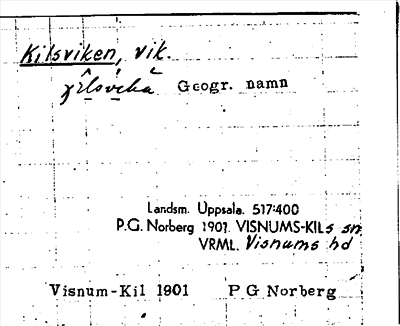 Kilsviken, vik.
Geogr. namn
Landsm. Uppsala. 517:400
P.G. Norberg 1901. VISNUMS-KILs sn
VRML. Visnums hd
Visnum-Kil 1901 P G Norberg